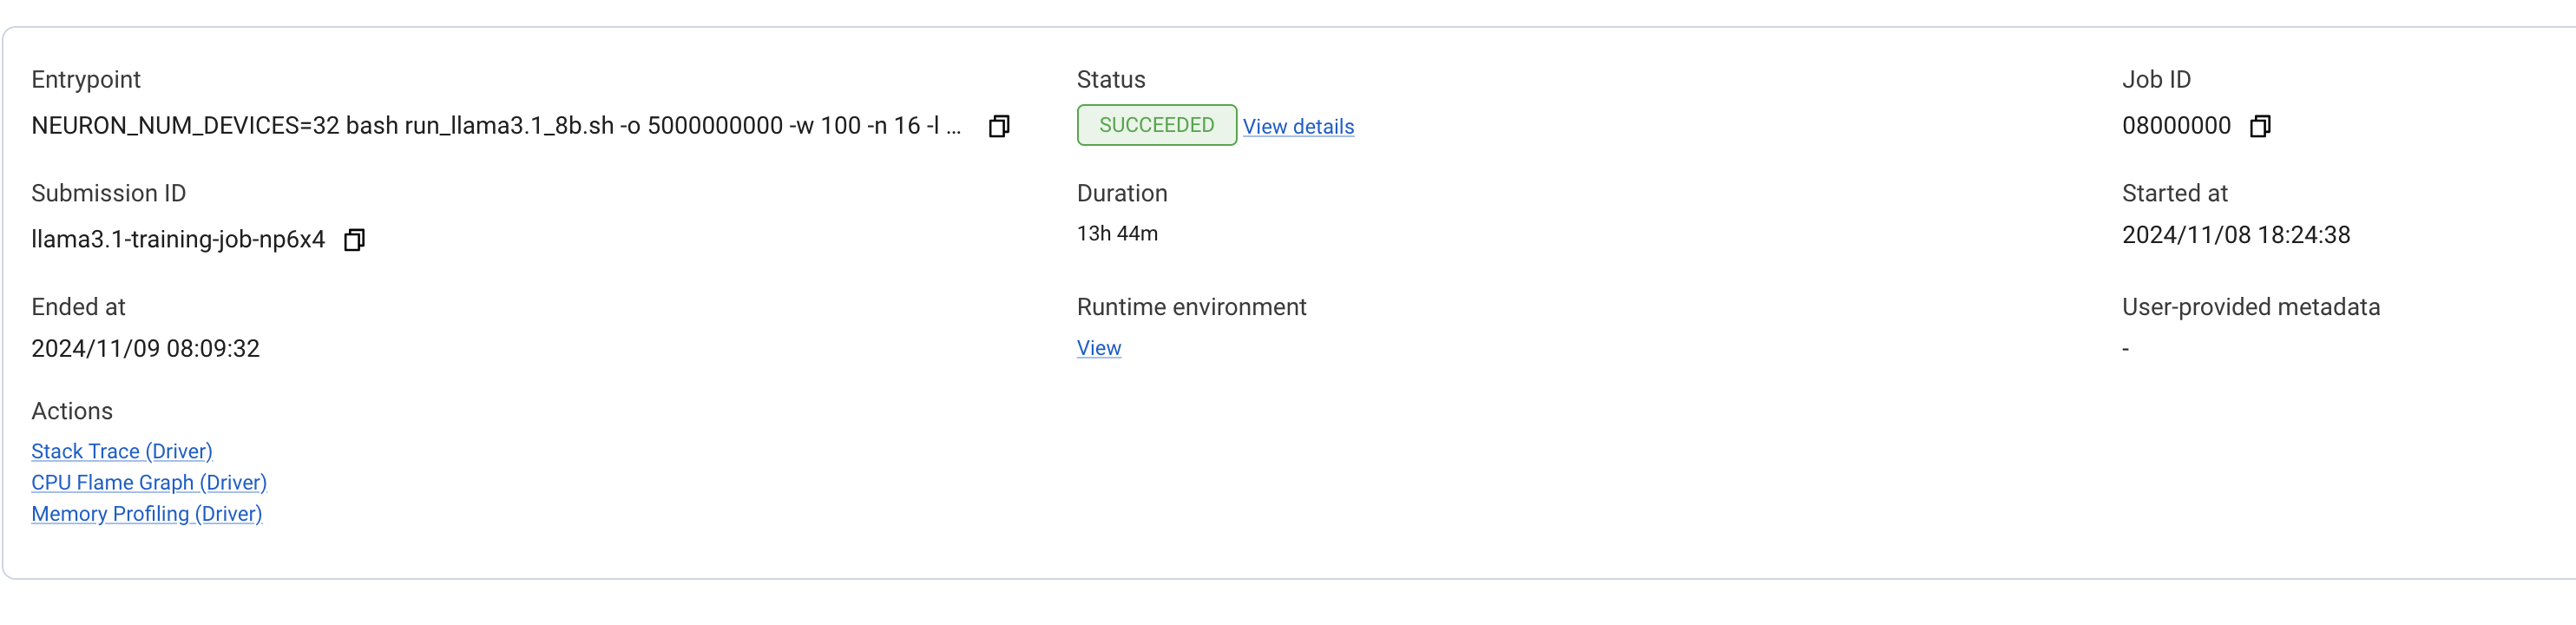 Entrypoint
NEURON_NUM_DEVICES=32 bash run_llama3.1_8b.sh -o 5000000000 -w 100 -n 16 -l ...
Status
SUCCEEDED View details
Job ID
08000000
Submission ID
llama3.1-training-job-np6x4
Duration
13h 44m
Started at
2024/11/08 18:24:38
Ended at
2024/11/09 08:09:32
Runtime environment
View
User-provided metadata
-
Actions
Stack Trace (Driver)
CPU Flame Graph (Driver)
Memory Profiling (Driver)